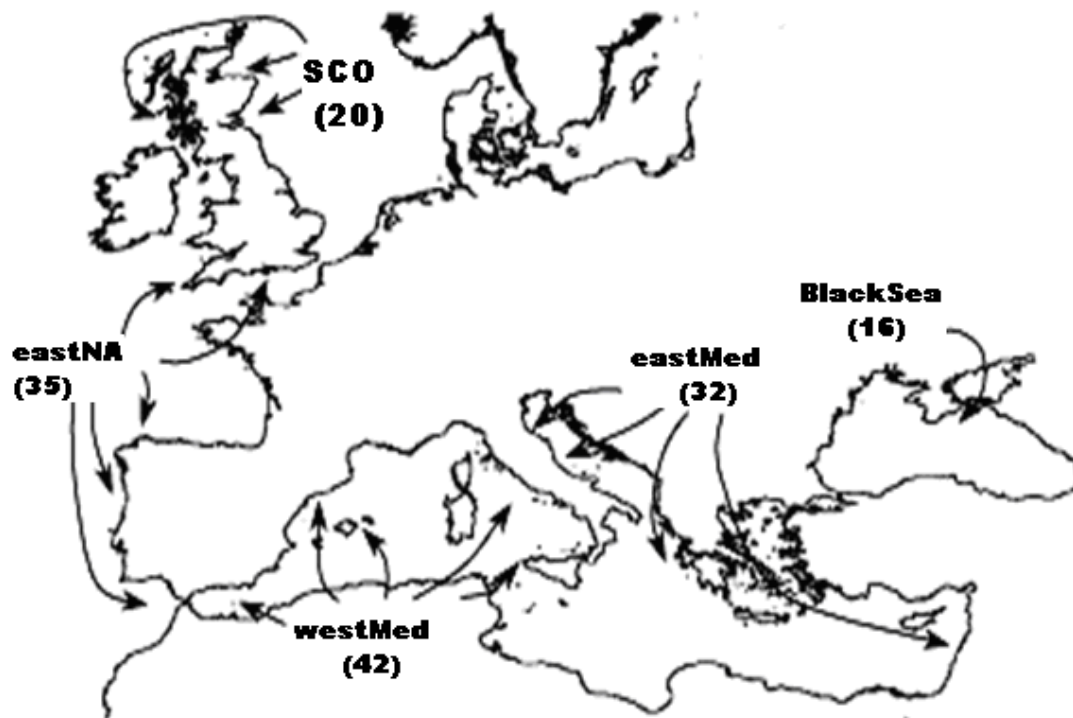 SCO
(20)
BlackSea
(16)
eastNA
(35)
eastMed
(32)
westMed
(42)